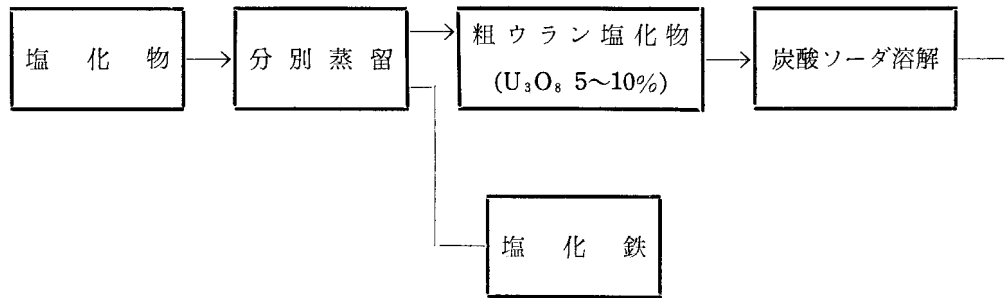 塩化物
分別蒸留
粗ウラン塩化物
(U₃O₈ 5〜10%)
炭酸ソーダ溶解
塩化鉄